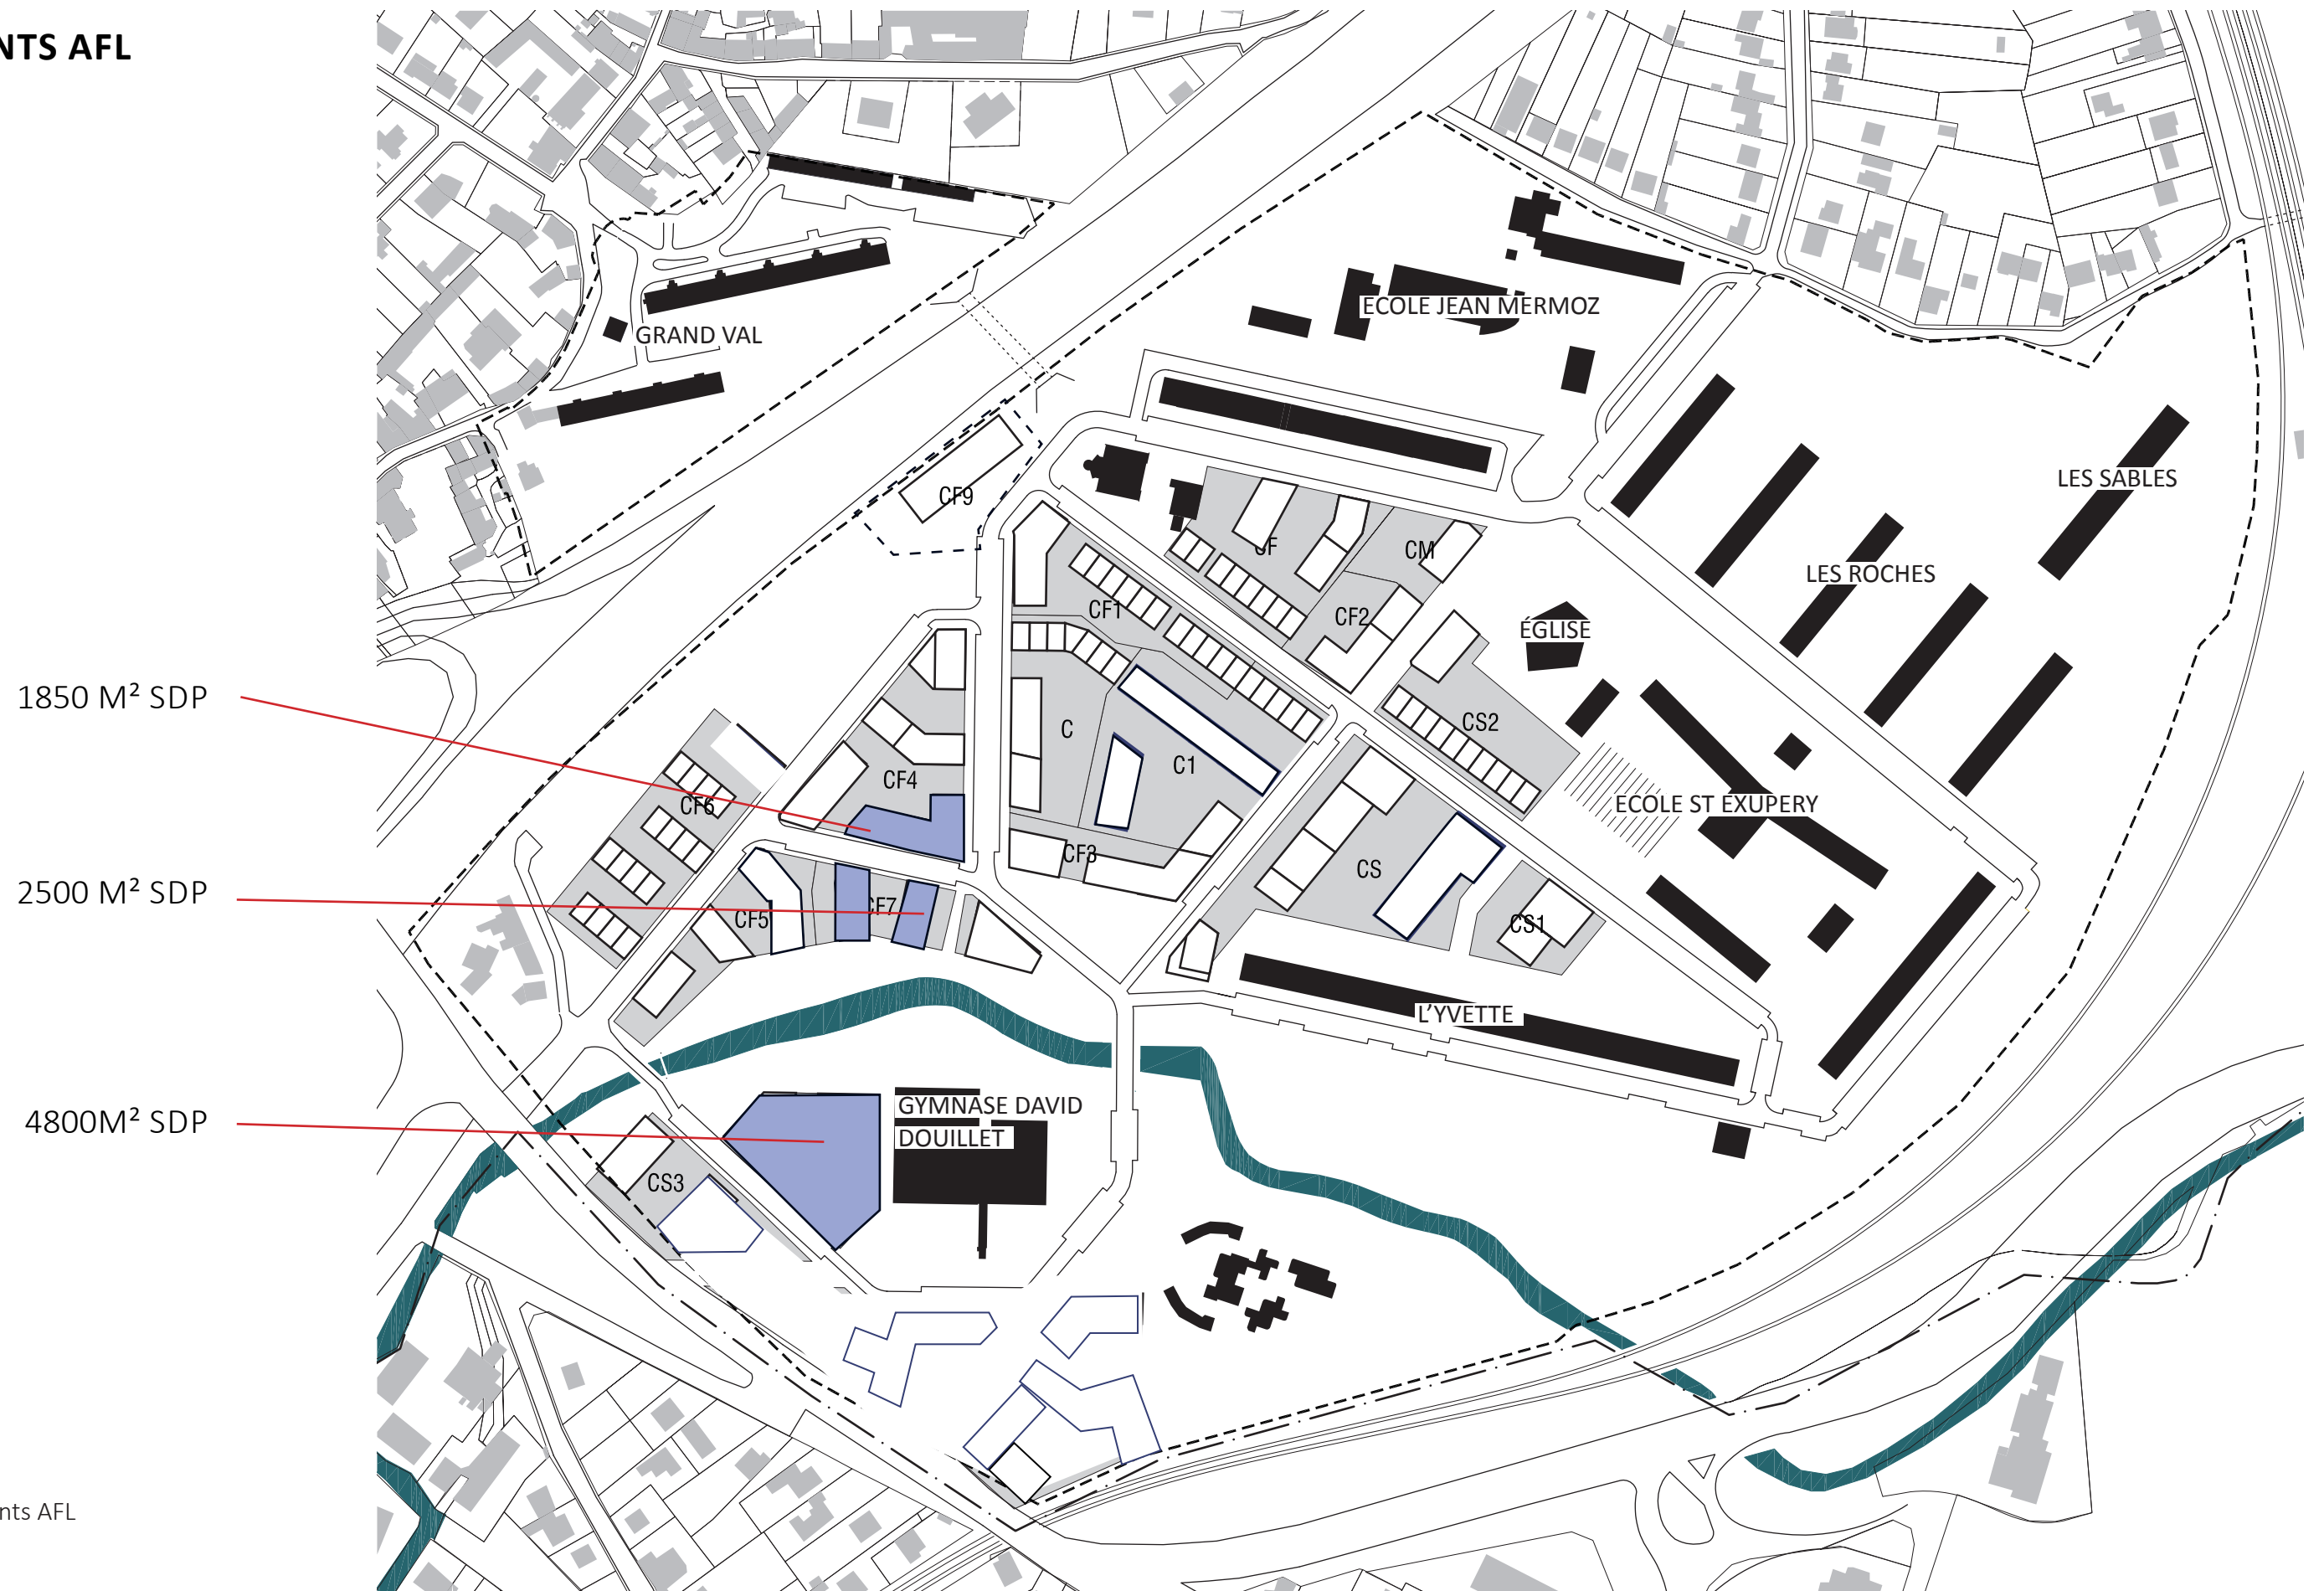 NTS AFL
GRAND VAL
ECOLE JEAN MERMOZ
CF9
LES SABLES
CM
LES ROCHES
CF1
CF2
ÉGLISE
1850 M² SDP
C
CS2
C1
CF4
CF6
ECOLE ST EXUPERY
CF3
CS
2500 M² SDP
CF5
CF7
CS1
L'YVETTE
4800M² SDP
GYMNASE DAVID
DOUILLET
CS3
nts AFL